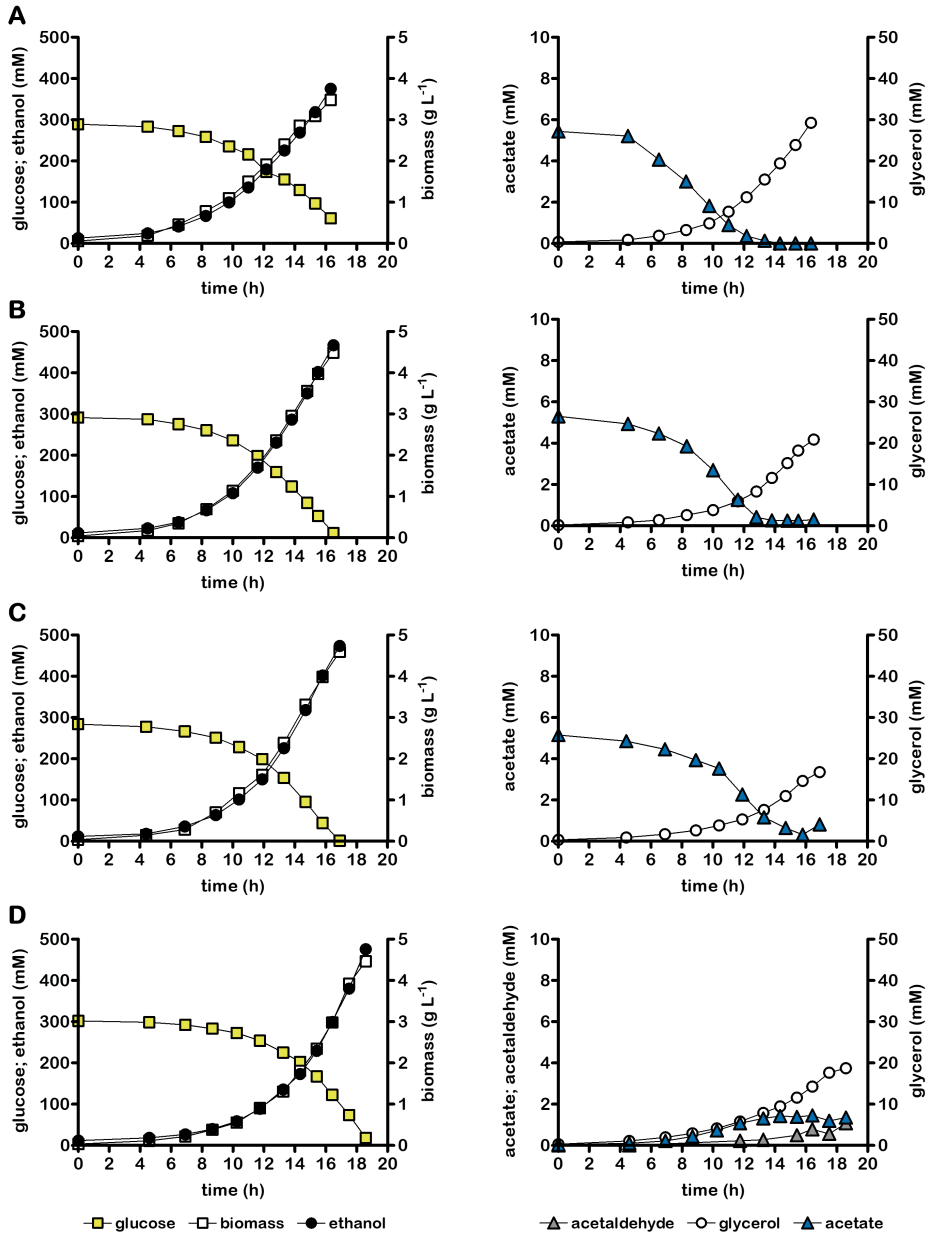 A
glucose; ethanol (mM)
500
400
300
200
100
0
5
4
3
2
1
0
biomass (g L-1)
0 2 4 6 8 10 12 14 16 18 20
time (h)
acetate (mM)
10
8
6
4
2
0
50
40
30
20
10
0
glycerol (mM)
0 2 4 6 8 10 12 14 16 18 20
time (h)
B
glucose; ethanol (mM)
500
400
300
200
100
0
5
4
3
2
1
0
biomass (g L-1)
0 2 4 6 8 10 12 14 16 18 20
time (h)
acetate (mM)
10
8
6
4
2
0
50
40
30
20
10
0
glycerol (mM)
0 2 4 6 8 10 12 14 16 18 20
time (h)
C
glucose; ethanol (mM)
500
400
300
200
100
0
5
4
3
2
1
0
biomass (g L-1)
0 2 4 6 8 10 12 14 16 18 20
time (h)
acetate (mM)
10
8
6
4
2
0
50
40
30
20
10
0
glycerol (mM)
0 2 4 6 8 10 12 14 16 18 20
time (h)
D
glucose; ethanol (mM)
500
400
300
200
100
0
5
4
3
2
1
0
biomass (g L-1)
0 2 4 6 8 10 12 14 16 18 20
time (h)
acetate; acetaldehyde (mM)
10
8
6
4
2
0
50
40
30
20
10
0
glycerol (mM)
0 2 4 6 8 10 12 14 16 18 20
time (h)
glucose biomass ethanol
acetaldehyde glycerol acetate